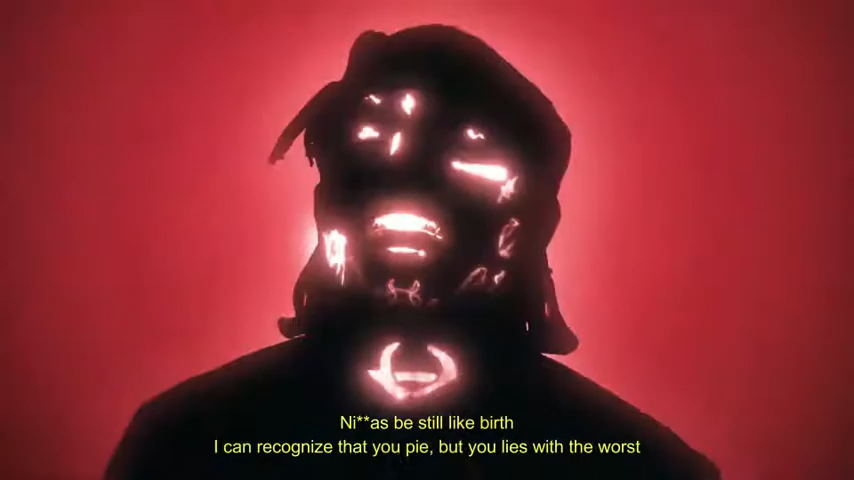 Ni**as be still like birth
I can recognize that you pie, but you lies with the worst